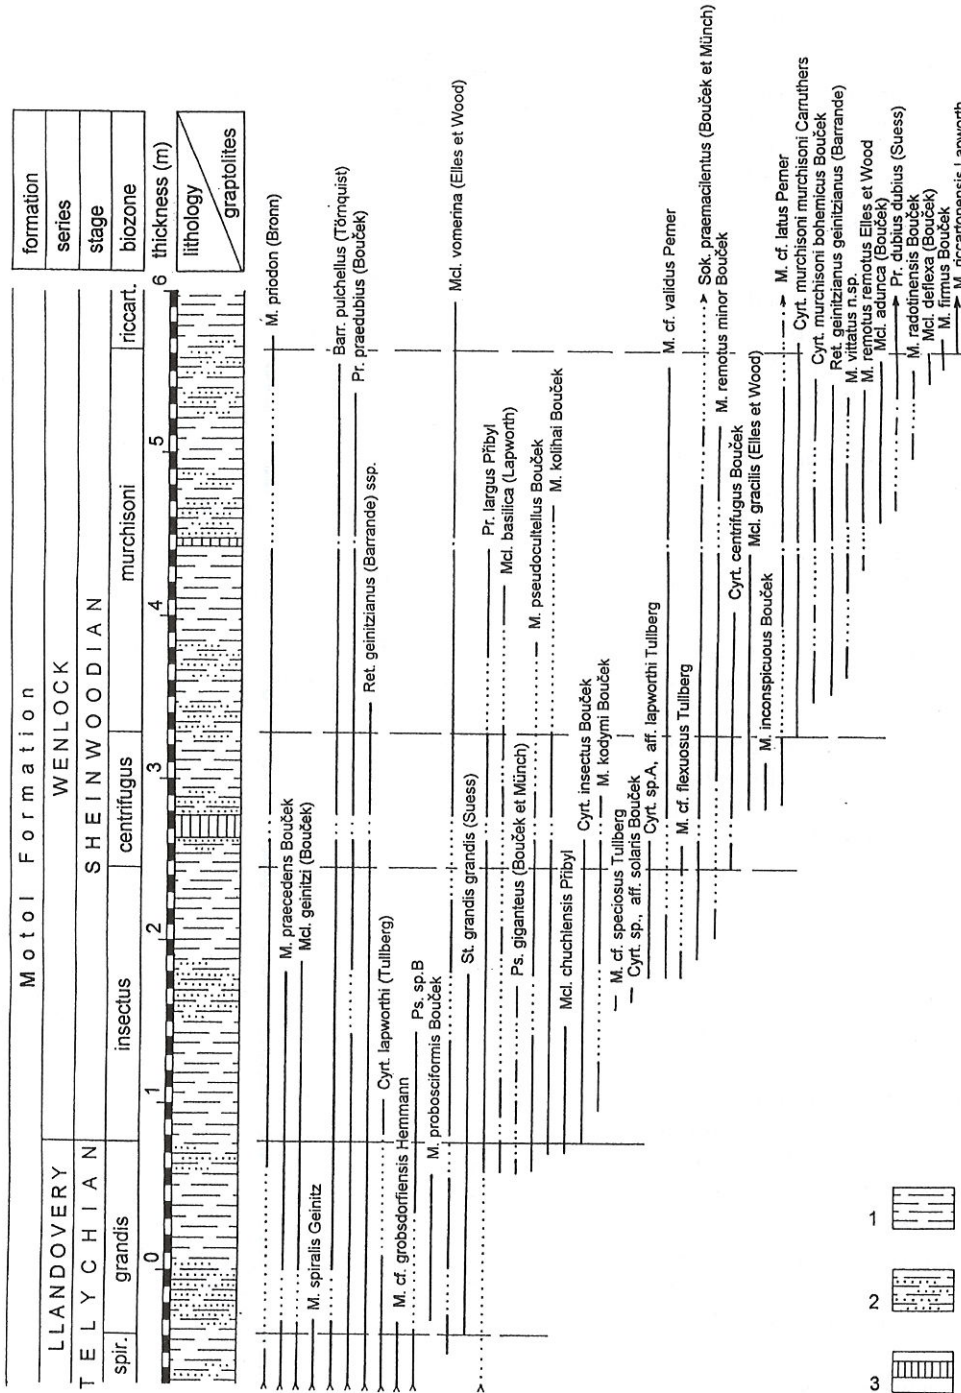 formation
series
stage
biozone
thickness (m)
lithology
graptolites
Motol Formation
LLANDOVERY
WENLOCK
TELYCHIAN
SHEINWOODIAN
spir.
grandis
insectus
centrifugus
murchisoni
riccart.
0
1
2
3
4
5
6
M. priodon (Bronn)
M. praecedens Bouček
Mcl. geinitzi (Bouček)
M. spiralis Geinitz
Barr. pulchellus (Törnquist)
Pr. praedubius (Bouček)
Ret. geinitzianus (Barrande) ssp.
Cyrt. lapworthi (Tullberg)
M. cf. grobsdorfiensis Hemmann
Ps. sp.B
M. probosciformis Bouček
Mcl. vomerina (Elles et Wood)
St. grandis grandis (Suess)
Pr. largus Přibyl
Mcl. basilica (Lapworth)
Ps. giganteus (Bouček et Münch)
M. pseudocultellus Bouček
M. kolihai Bouček
Mcl. chuchlensis Přibyl
Cyrt. insectus Bouček
M. kodymi Bouček
M. cf. speciosus Tullberg
Cyrt. sp., aff. solaris Bouček
Cyrt. sp.A, aff. lapworthi Tullberg
M. cf. validus Perner
M. cf. flexuosus Tullberg
Sok. praemacilentus (Bouček et Münch)
M. remotus minor Bouček
Cyrt. centrifugus Bouček
Mcl. gracilis (Elles et Wood)
M. inconspicuous Bouček
M. cf. latus Perner
Cyrt. murchisoni murchisoni Carruthers
Cyrt. murchisoni bohemicus Bouček
Ret. geinitzianus geinitzianus (Barrande)
M. vittatus n.sp.
M. remotus remotus Elles et Wood
Mcl. adunca (Bouček)
Pr. dubius dubius (Suess)
M. radotinensis Bouček
Mcl. deflexa (Bouček)
M. firmus Bouček
M. riccartonensis Lapworth
1
2
3